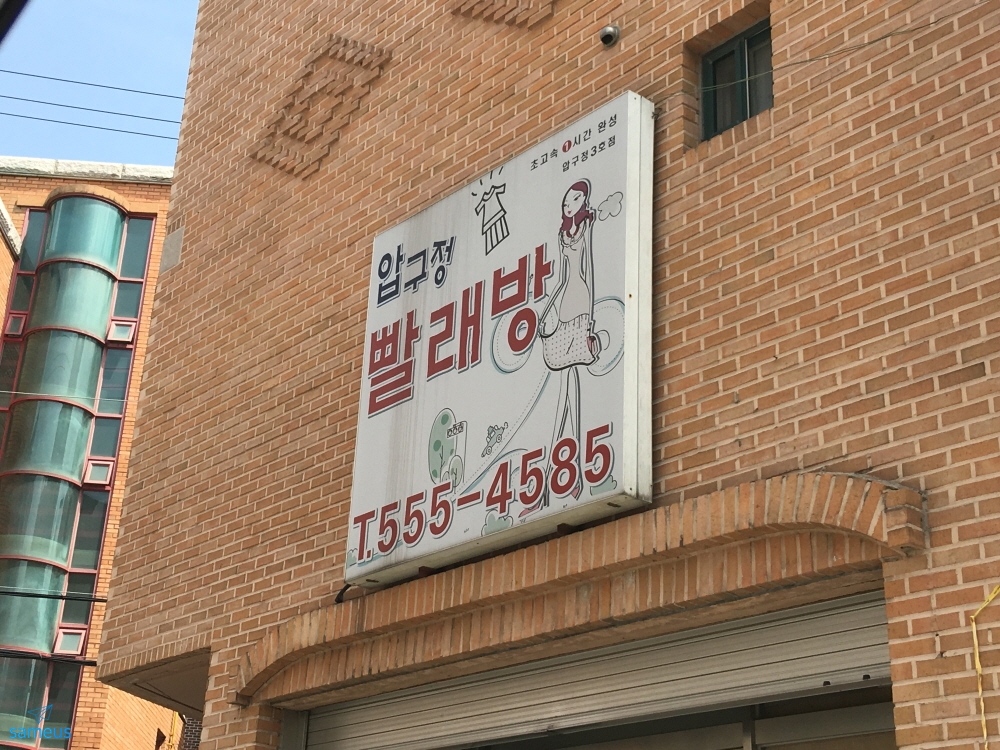 초고속 1시간 완성
압구정3호점
압구정
빨래방
T.555-4585
sameus